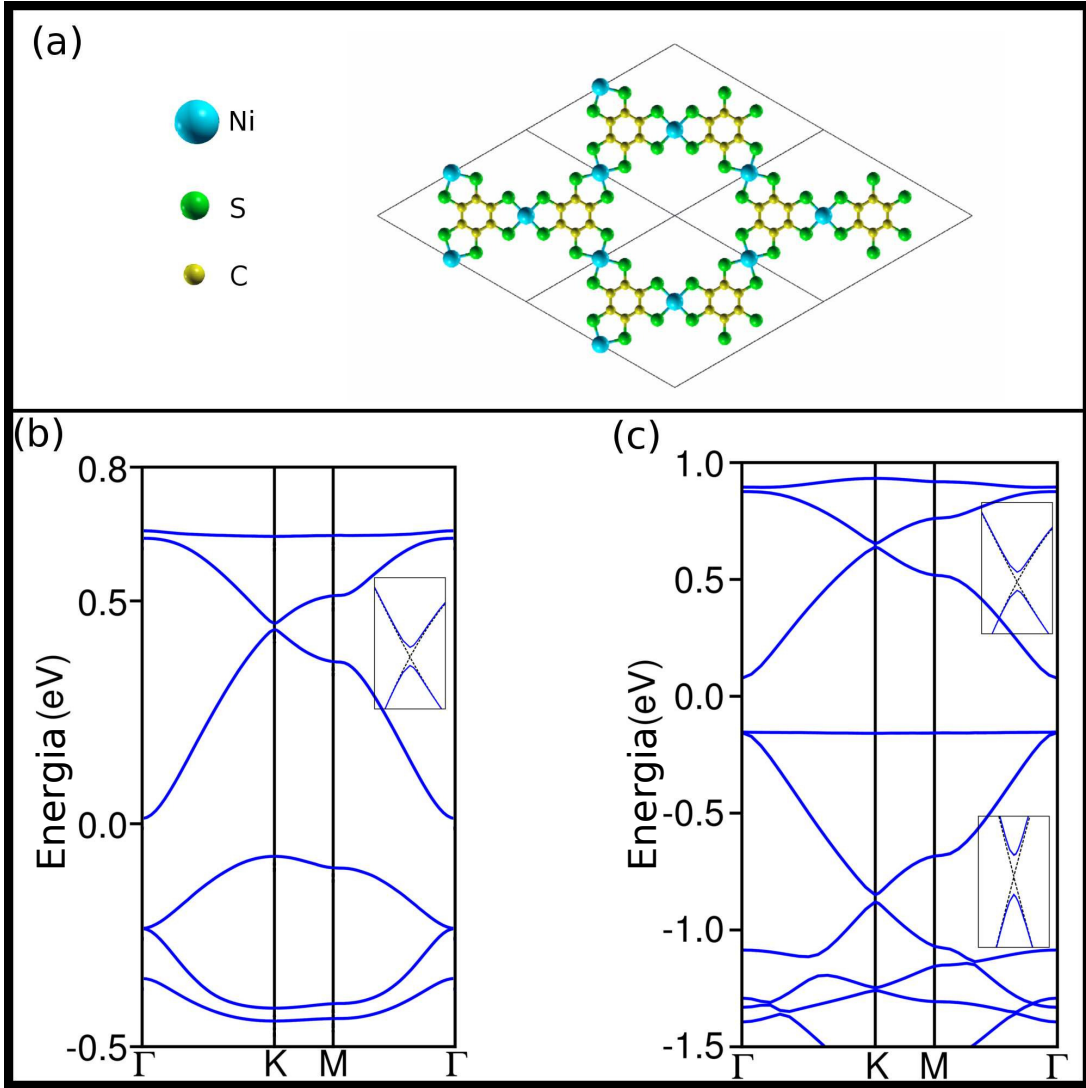 (a)
Ni
S
C
(b)
0.8
0.5
0.0
-0.5
Energia(eV)
Γ K M Γ
(c)
1.0
0.5
0.0
-0.5
-1.0
-1.5
Energia(eV)
Γ K M Γ